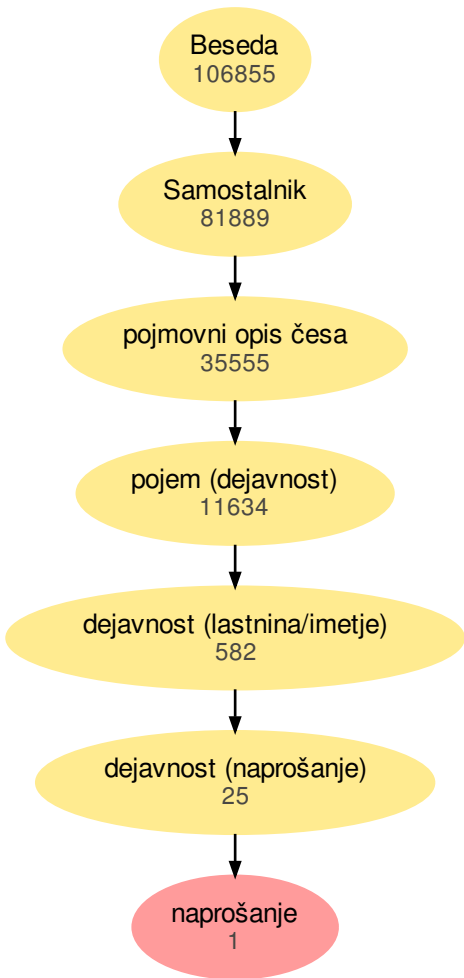 Beseda
106855
Samostalnik
81889
pojmovni opis česa
35555
pojem (dejavnost)
11634
dejavnost (lastnina/imetje)
582
dejavnost (naprošanje)
25
naprošanje
1